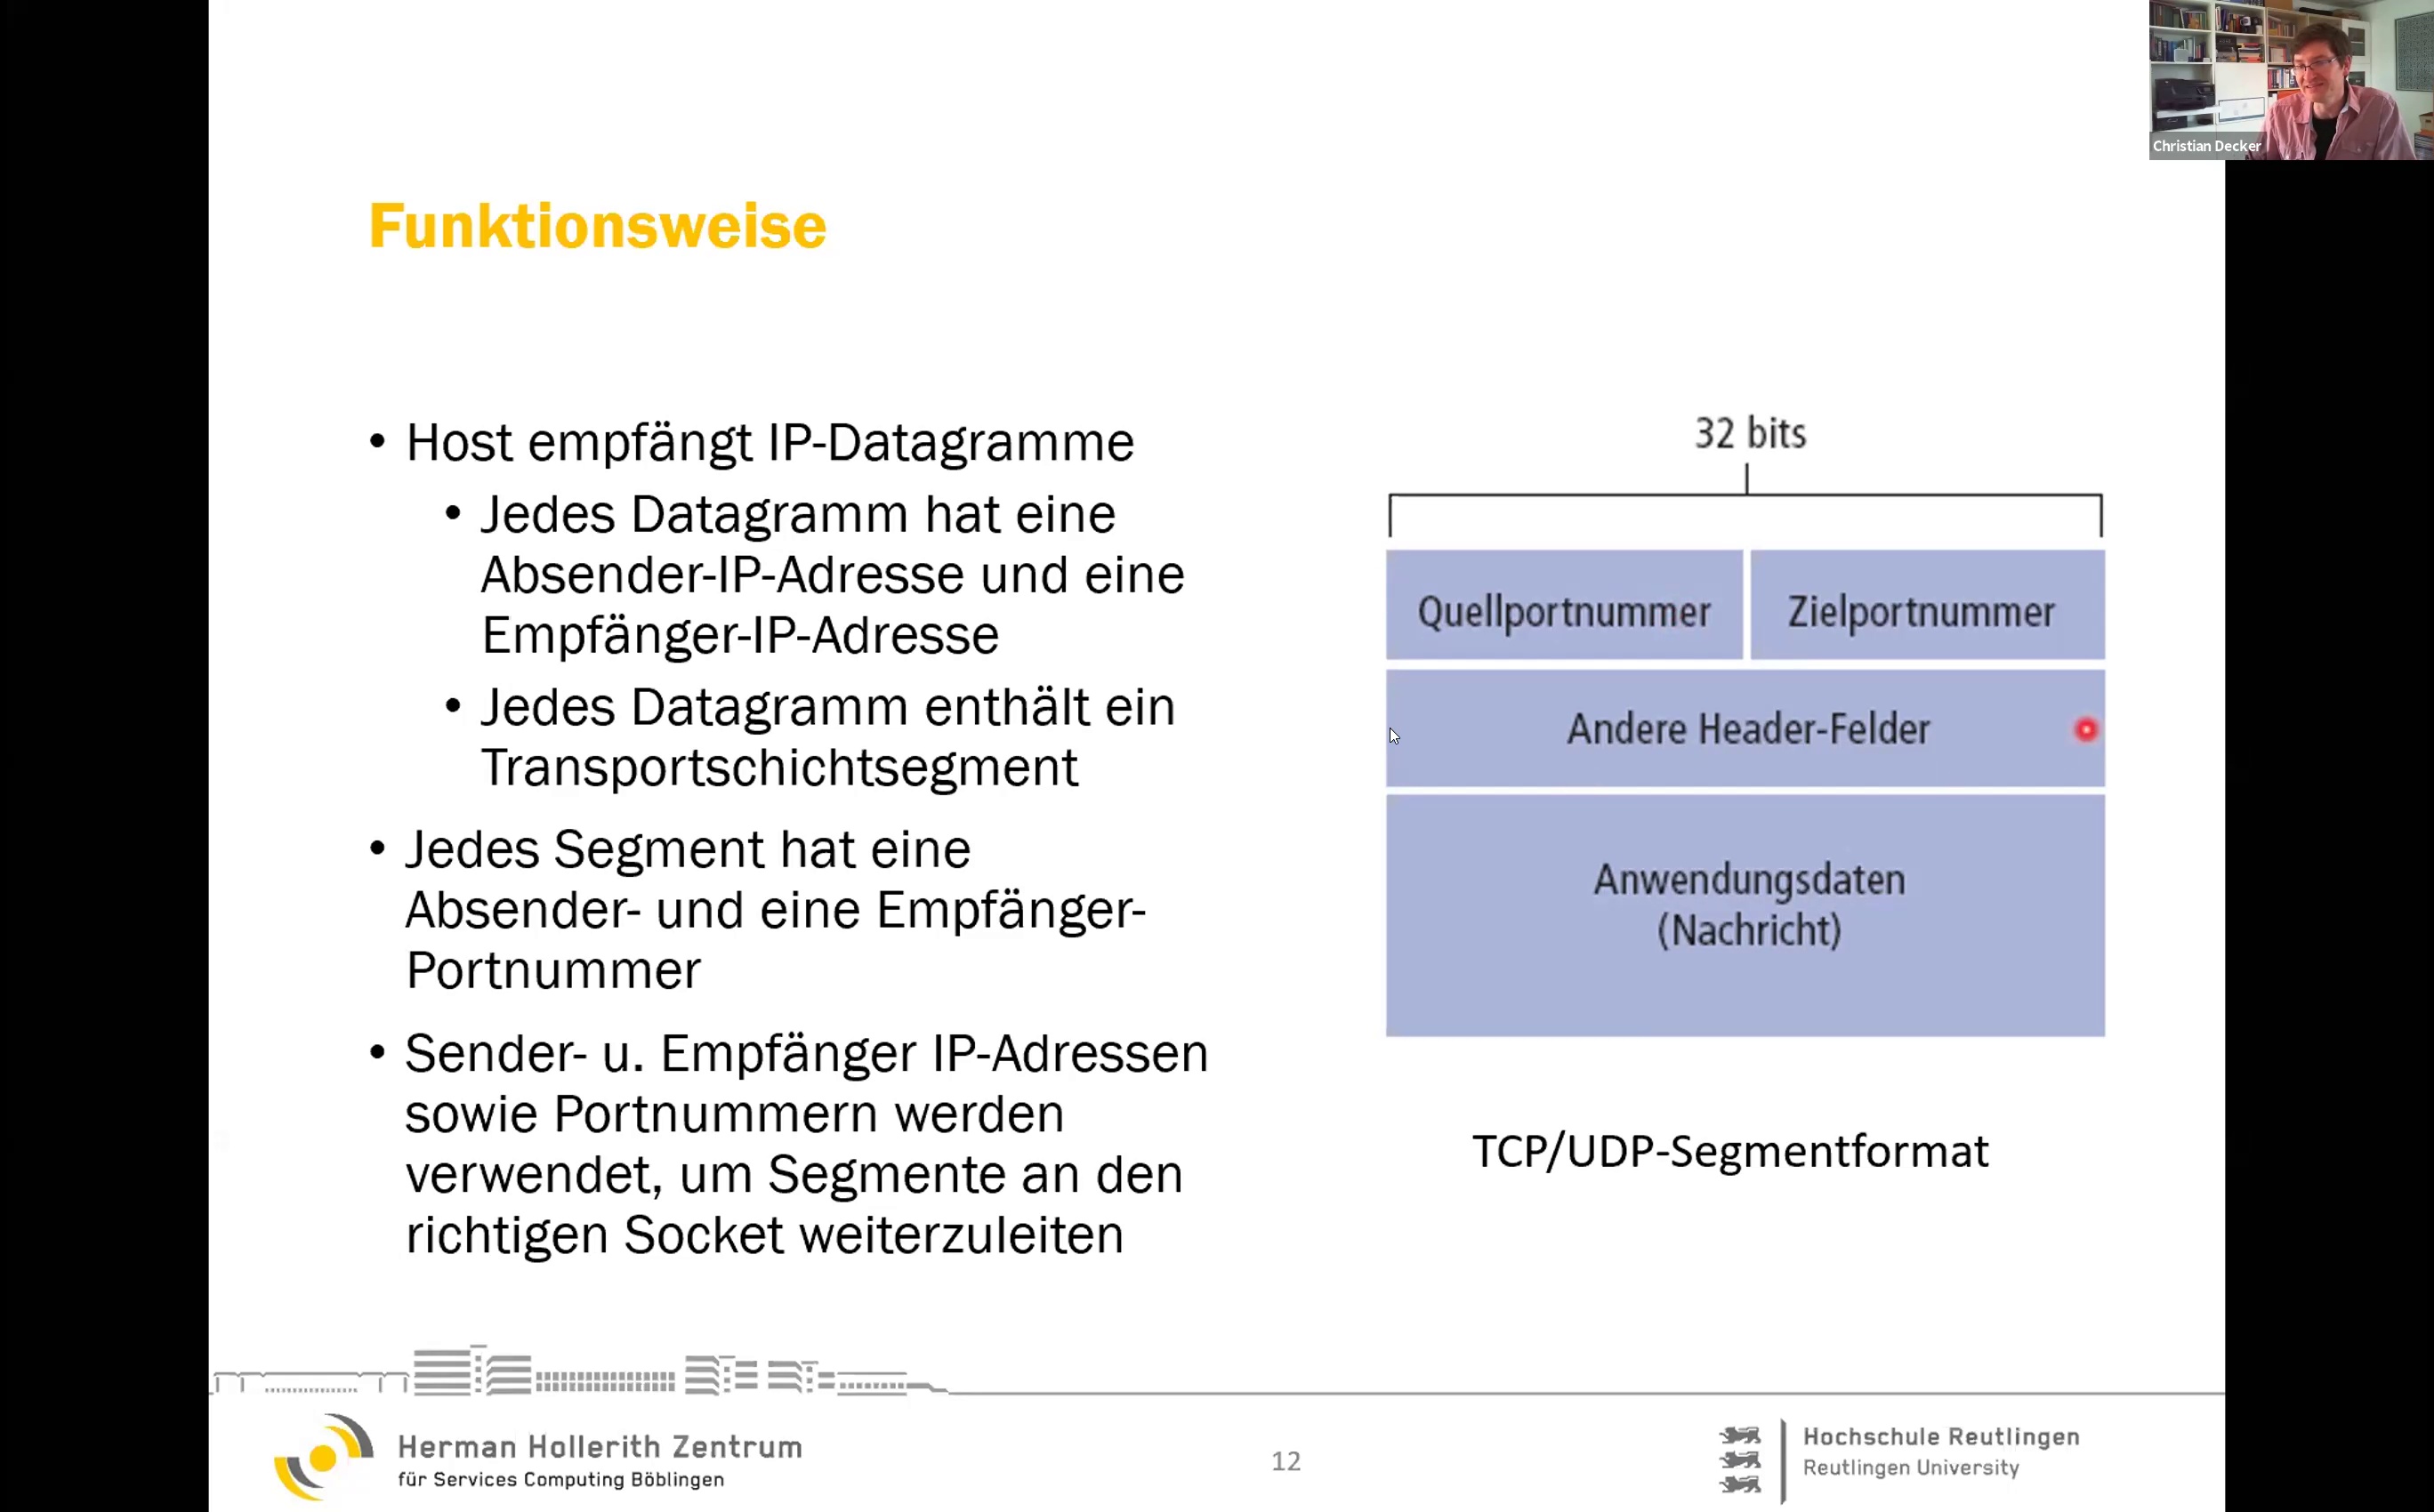 Christian Decker
Funktionsweise
• Host empfängt IP-Datagramme
• Jedes Datagramm hat eine
Absender-IP-Adresse und eine
Empfänger-IP-Adresse
• Jedes Datagramm enthält ein
Transportschichtsegment
• Jedes Segment hat eine
Absender- und eine Empfänger-
Portnummer
• Sender- u. Empfänger IP-Adressen
sowie Portnummern werden
verwendet, um Segmente an den
richtigen Socket weiterzuleiten
32 bits
Quellportnummer
Zielportnummer
Andere Header-Felder
Anwendungsdaten
(Nachricht)
TCP/UDP-Segmentformat
Herman Hollerith Zentrum
für Services Computing Böblingen
12
Hochschule Reutlingen
Reutlingen University